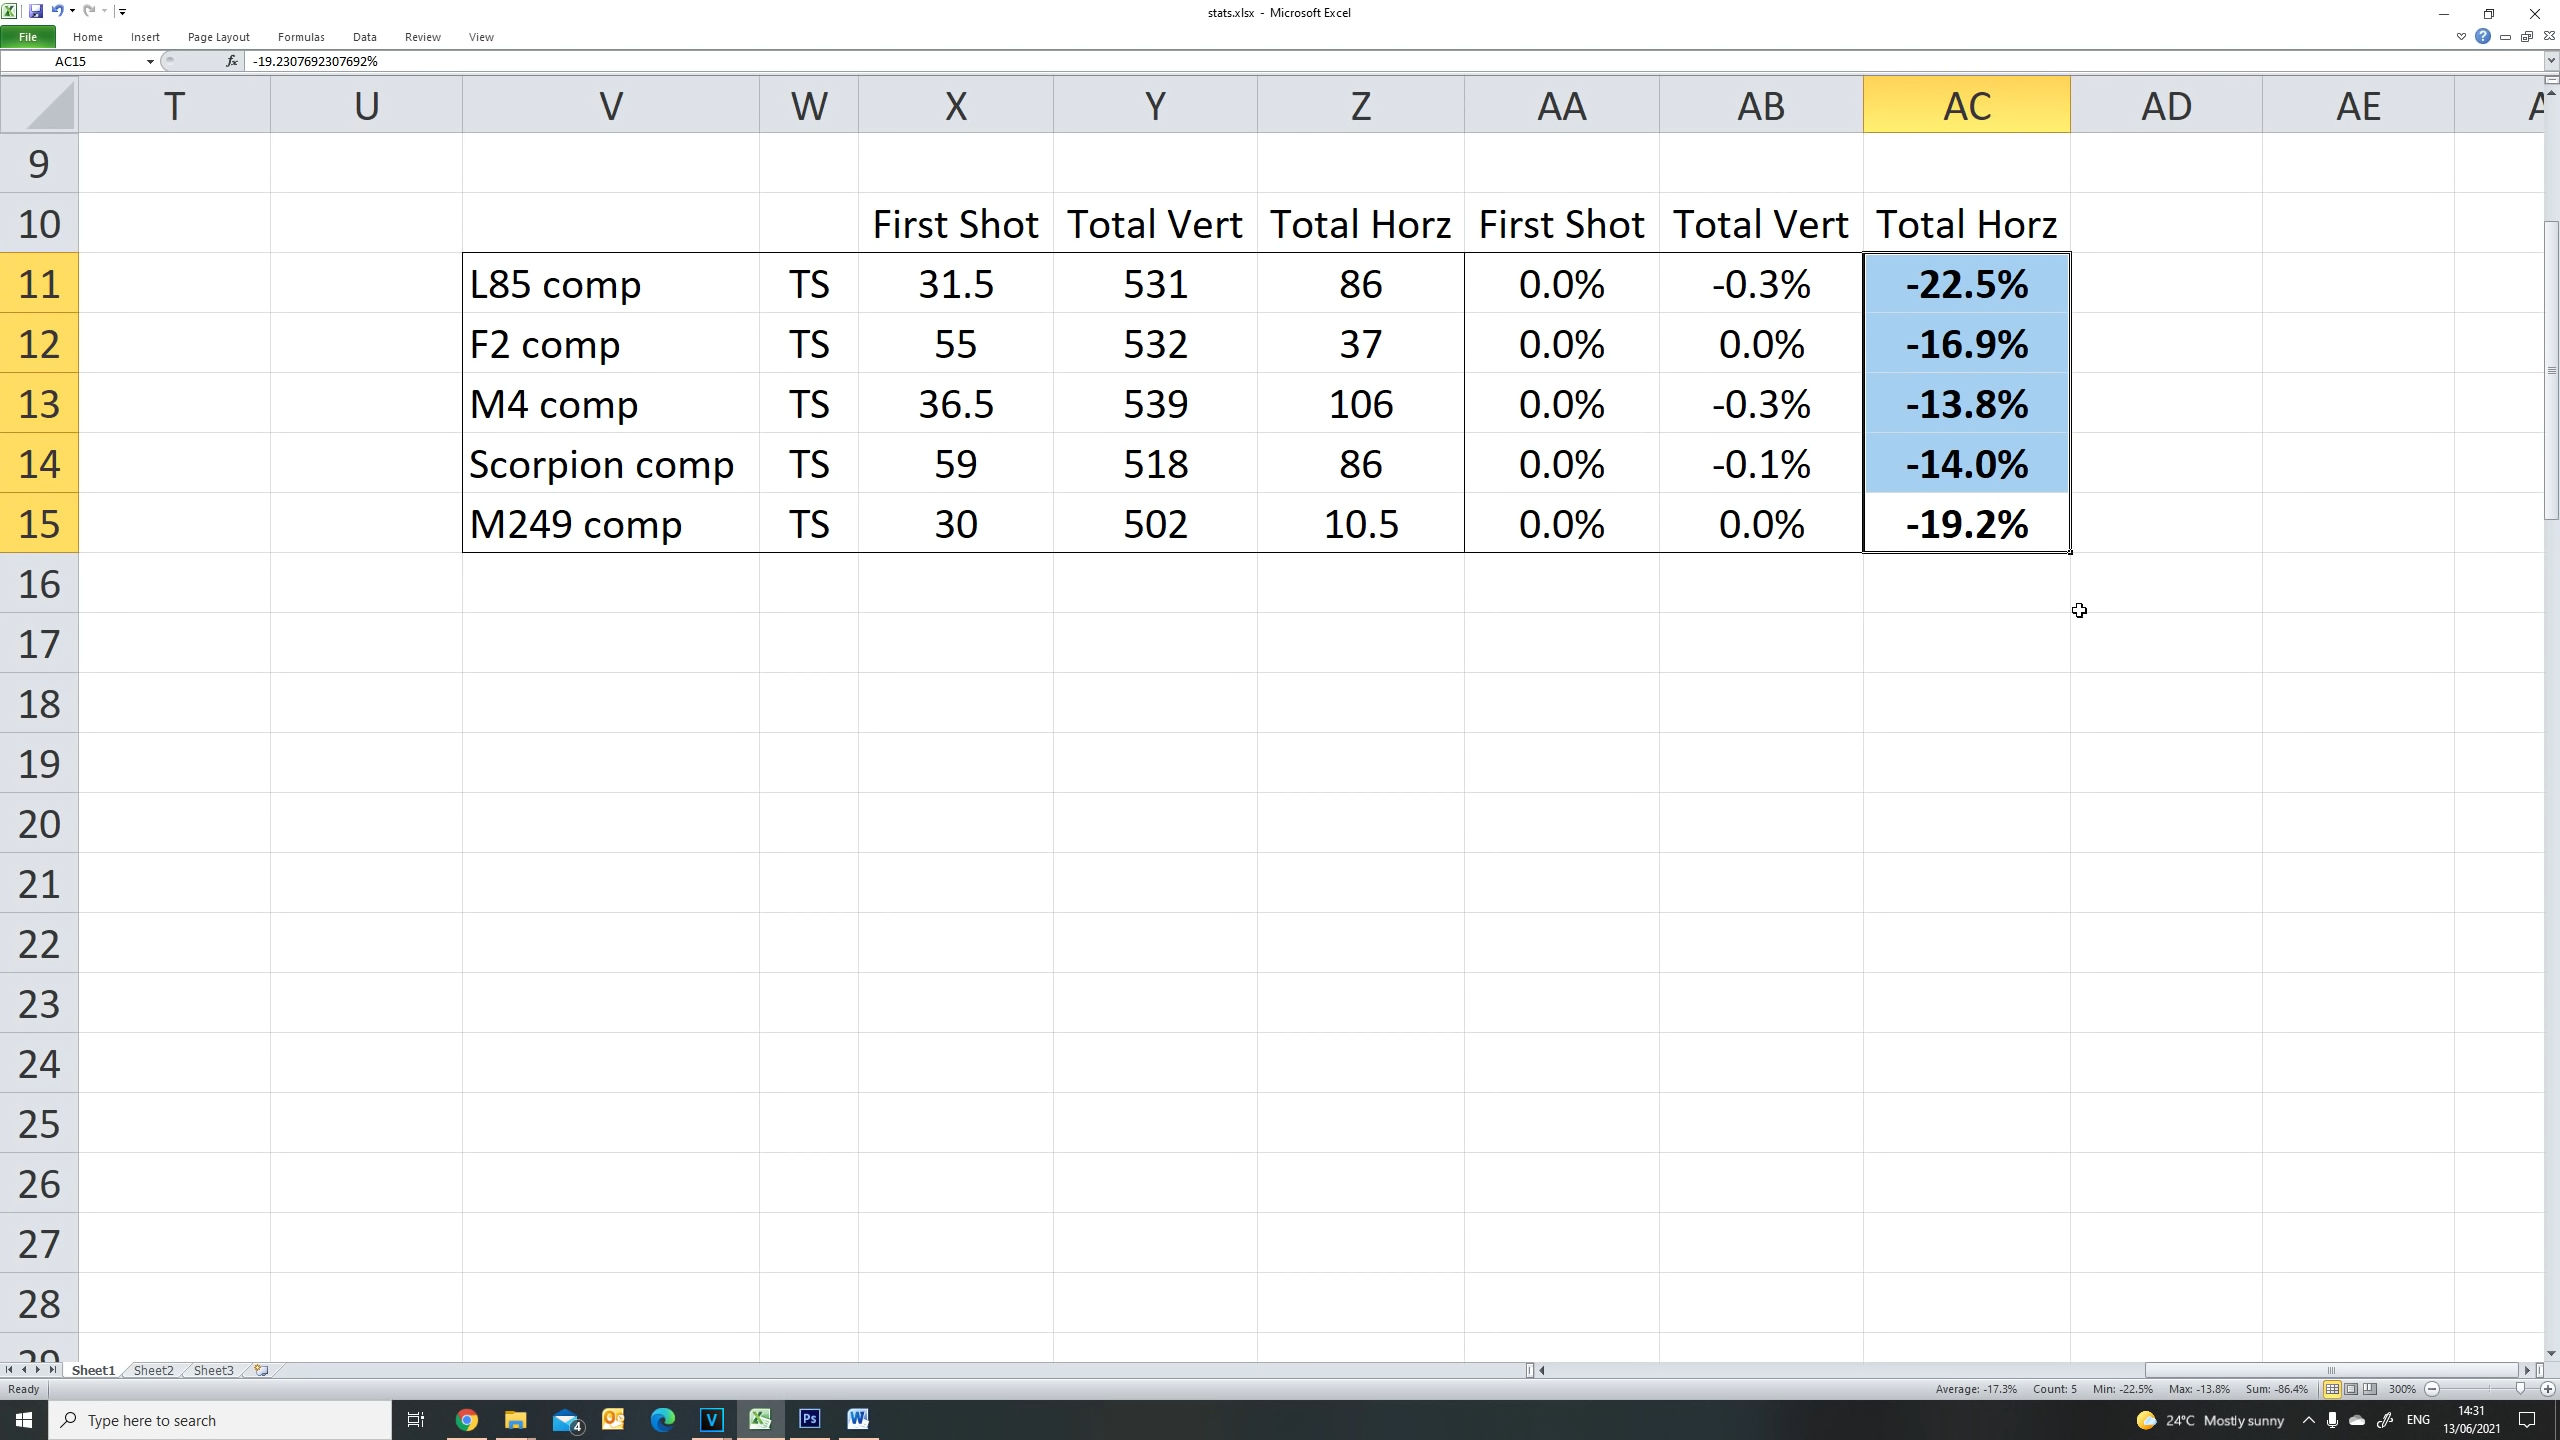 stats.xlsx - Microsoft Excel
File Home Insert Page Layout Formulas Data Review View
AC15 fx -19.2307692307692%
T U V W X Y Z AA AB AC AD AE A
9
10 First Shot Total Vert Total Horz First Shot Total Vert Total Horz
11 L85 comp TS 31.5 531 86 0.0% -0.3% -22.5%
12 F2 comp TS 55 532 37 0.0% 0.0% -16.9%
13 M4 comp TS 36.5 539 106 0.0% -0.3% -13.8%
14 Scorpion comp TS 59 518 86 0.0% -0.1% -14.0%
15 M249 comp TS 30 502 10.5 0.0% 0.0% -19.2%
16
17
18
19
20
21
22
23
24
25
26
27
28
29
Sheet1 Sheet2 Sheet3
Ready Average: -17.3% Count: 5 Min: -22.5% Max: -13.8% Sum: -86.4% 300%
Type here to search 4 V Ps W 24°C Mostly sunny ENG 14:31
13/06/2021